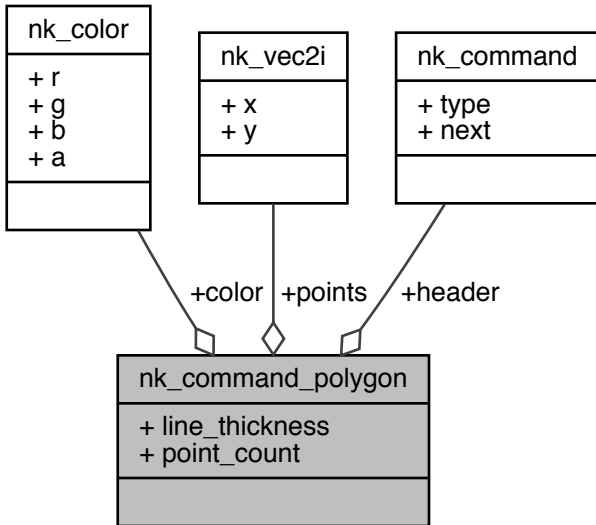 nk_color
+ r
+ g
+ b
+ a
nk_vec2i
+ x
+ y
nk_command
+ type
+ next
+color
+points
+header
nk_command_polygon
+ line_thickness
+ point_count